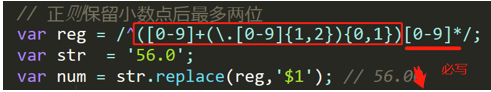 // 正则保留小数点后最多两位
var reg = /^([0-9]+(\.[0-9]{1,2}){0,1})[0-9]*/;
var str = '56.0';
var num = str.replace(reg,'$1'); // 56.0
必写